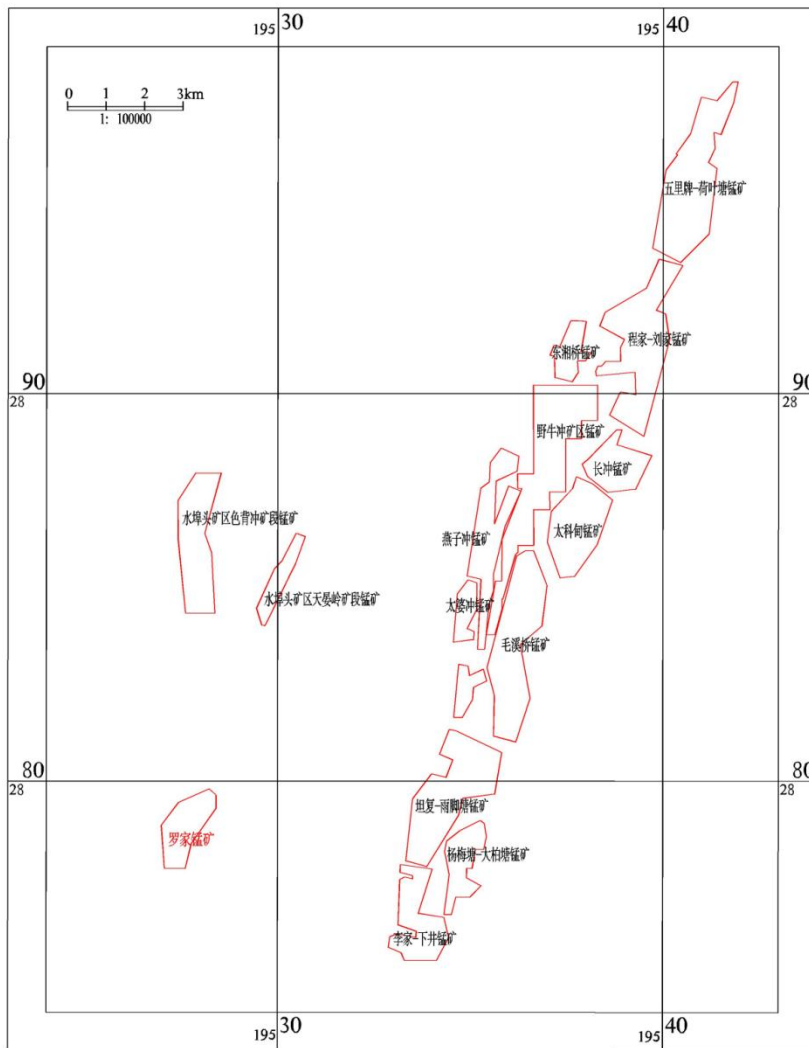 195 30
195 40
0 1 2 3km
1: 100000
五里牌-荷叶塘锰矿
程家-刘家锰矿
东湘桥锰矿
90
28
90
28
野牛冲矿区锰矿
长冲锰矿
水埠头矿区色背冲矿段锰矿
燕子冲锰矿
太科甸锰矿
水埠头矿区天晏岭矿段锰矿
太婆冲锰矿
毛溪桥锰矿
80
28
80
28
坦复-雨脚塘锰矿
罗家锰矿
杨梅塘-大柏塘锰矿
李家-下井锰矿
195 30
195 40